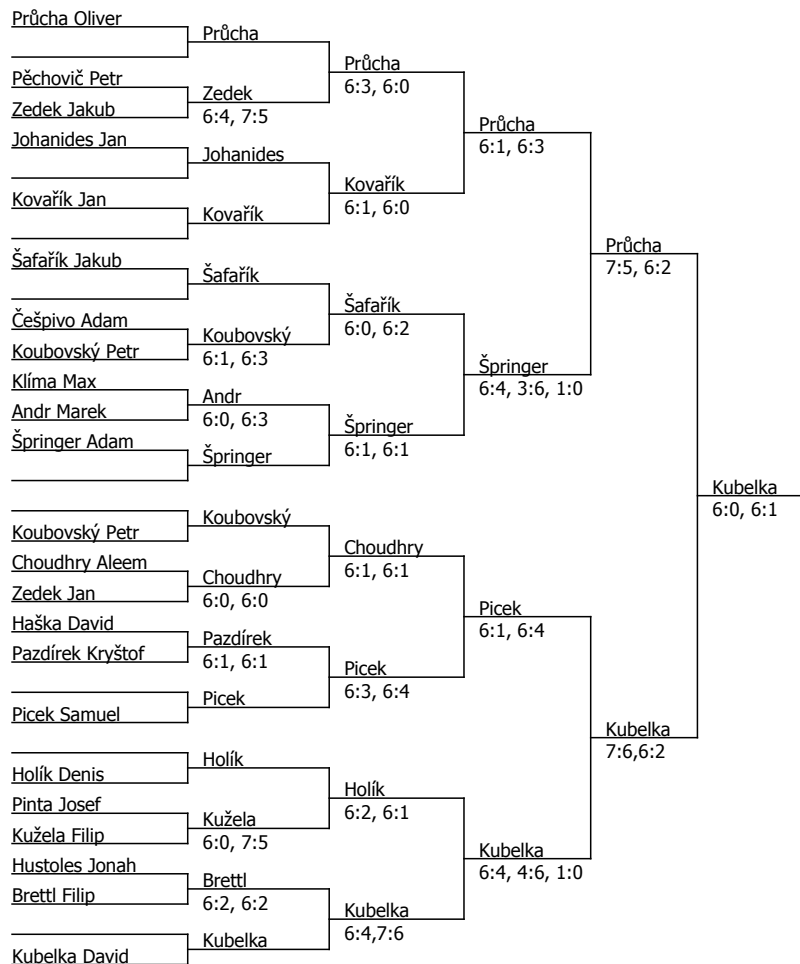 Průcha Oliver
Průcha
Průcha
6:3, 6:0
Pěchovič Petr
Zedek
6:4, 7:5
Zedek Jakub
Průcha
6:1, 6:3
Johanides Jan
Johanides
Kovařík
6:1, 6:0
Kovařík Jan
Kovařík
Průcha
7:5, 6:2
Šafařík Jakub
Šafařík
Šafařík
6:0, 6:2
Češpivo Adam
Koubovský
6:1, 6:3
Koubovský Petr
Špringer
6:4, 3:6, 1:0
Klíma Max
Andr
6:0, 6:3
Andr Marek
Špringer
6:1, 6:1
Špringer Adam
Špringer
Kubelka
6:0, 6:1
Koubovský
Koubovský Petr
Choudhry
6:1, 6:1
Choudhry Aleem
Choudhry
6:0, 6:0
Zedek Jan
Picek
6:1, 6:4
Haška David
Pazdírek
6:1, 6:1
Pazdírek Kryštof
Picek
6:3, 6:4
Picek
Picek Samuel
Kubelka
7:6,6:2
Holík
Holík Denis
Holík
6:2, 6:1
Pinta Josef
Kužela
6:0, 7:5
Kužela Filip
Kubelka
6:4, 4:6, 1:0
Hustoles Jonah
Brettl
6:2, 6:2
Brettl Filip
Kubelka
6:4,7:6
Kubelka
Kubelka David